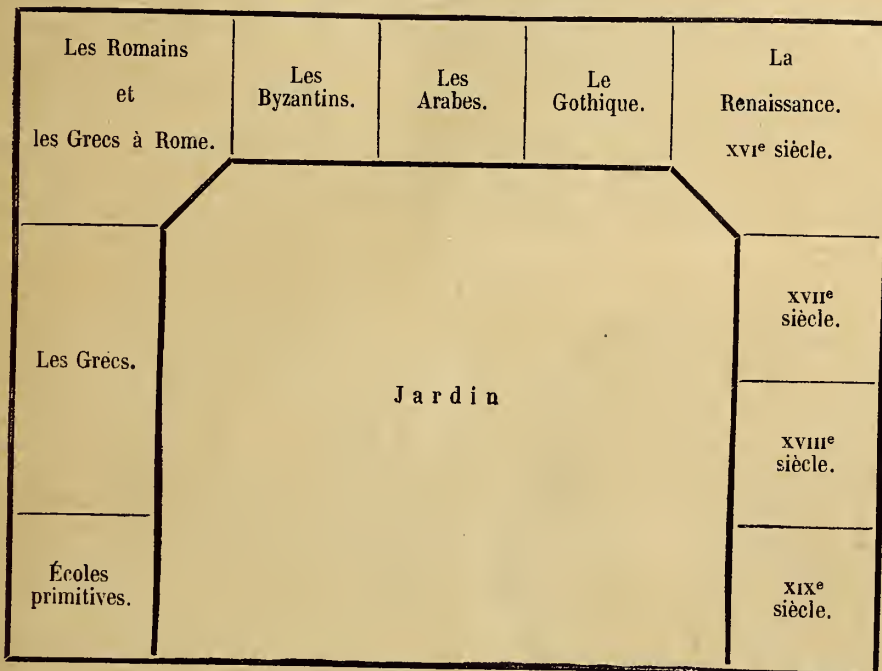 Les Romains
et
les Grecs à Rome.
Les
Byzantins.
Les
Arabes.
Le
Gothique.
La
Renaissance.
XVIᵉ siècle.
Les Grecs.
Jardin
XVIIᵉ
siècle.
XVIIIᵉ
siècle.
Écoles
primitives.
XIXᵉ
siècle.